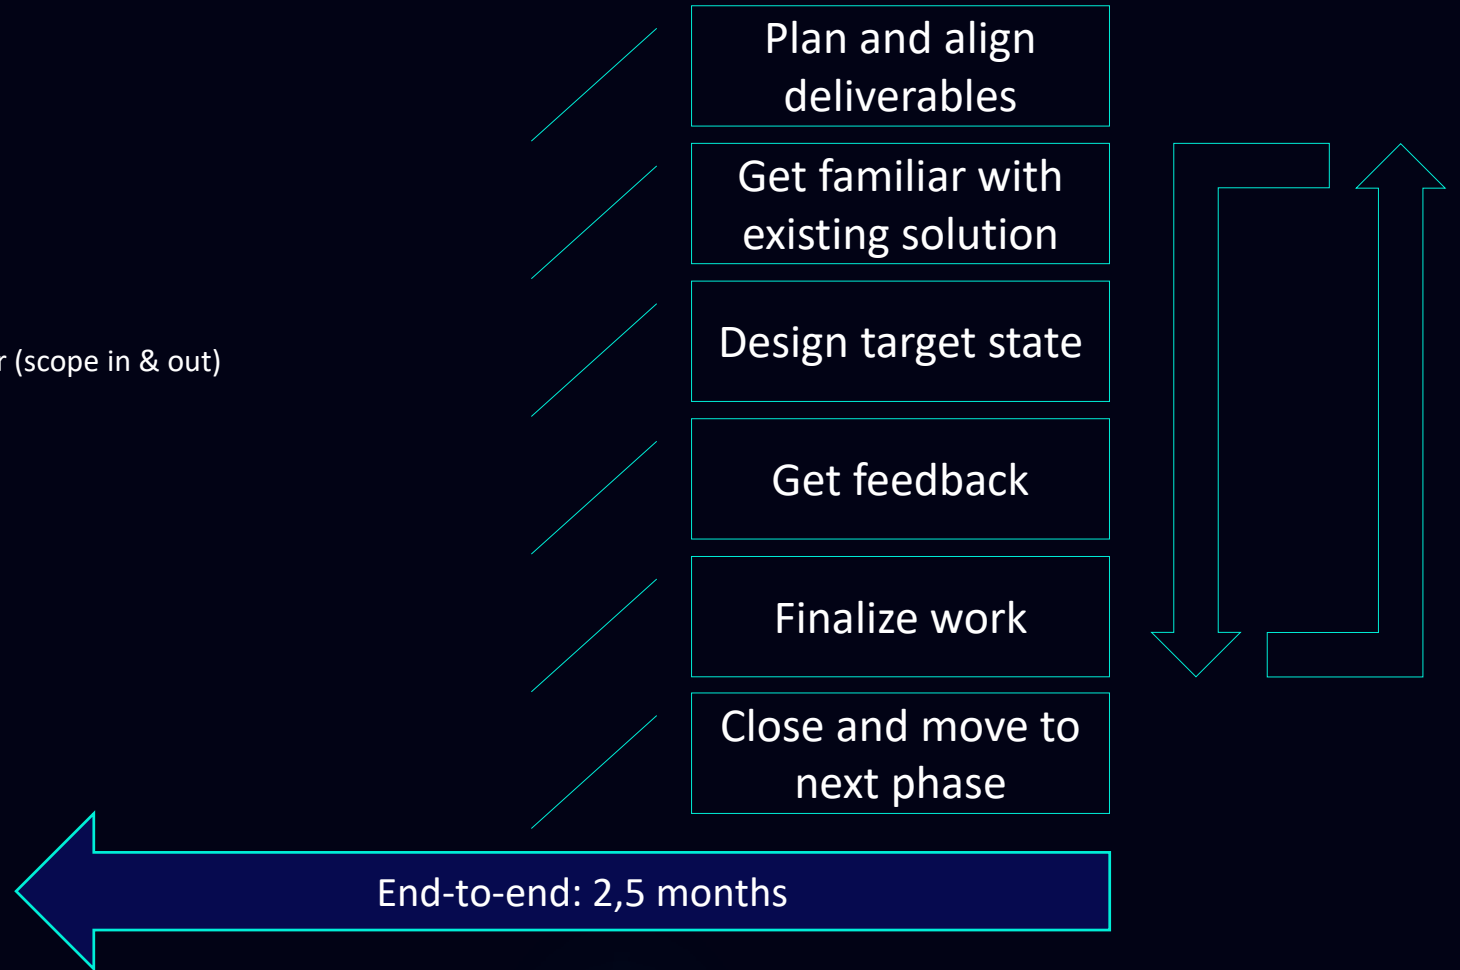 Plan and align
deliverables
Get familiar with
existing solution
Design target state
(scope in & out)
Get feedback
Finalize work
Close and move to
next phase
End-to-end: 2,5 months